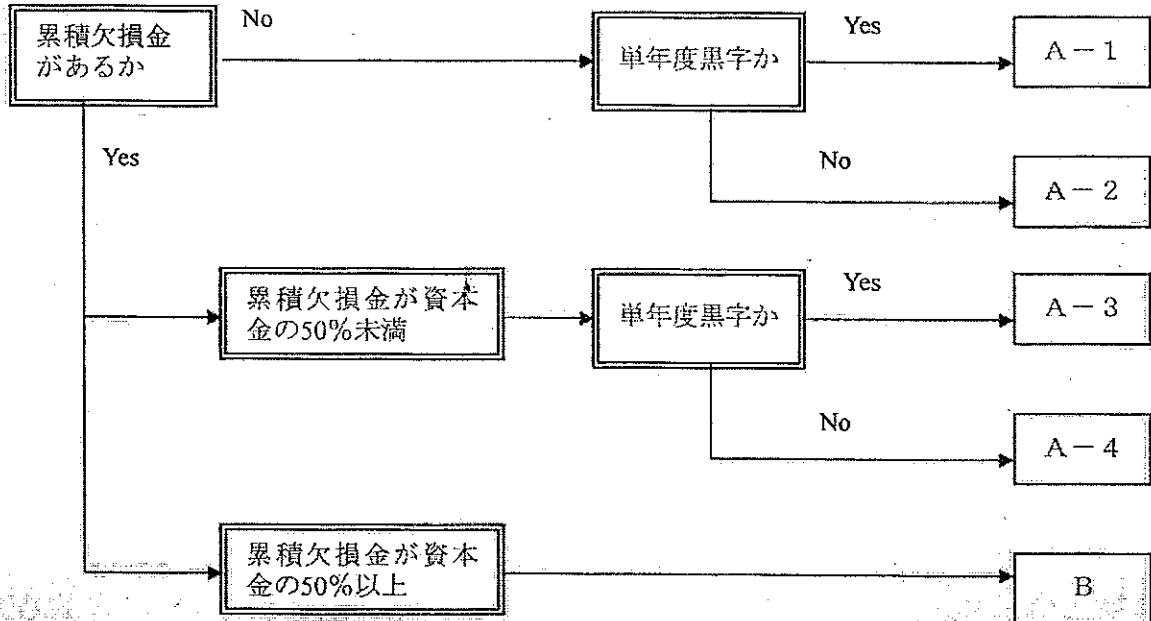 累積欠損金
があるか
No
単年度黒字か
Yes
A－1
Yes
No
A－2
累積欠損金が資本
金の50%未満
単年度黒字か
Yes
A－3
No
A－4
累積欠損金が資本
金の50%以上
B